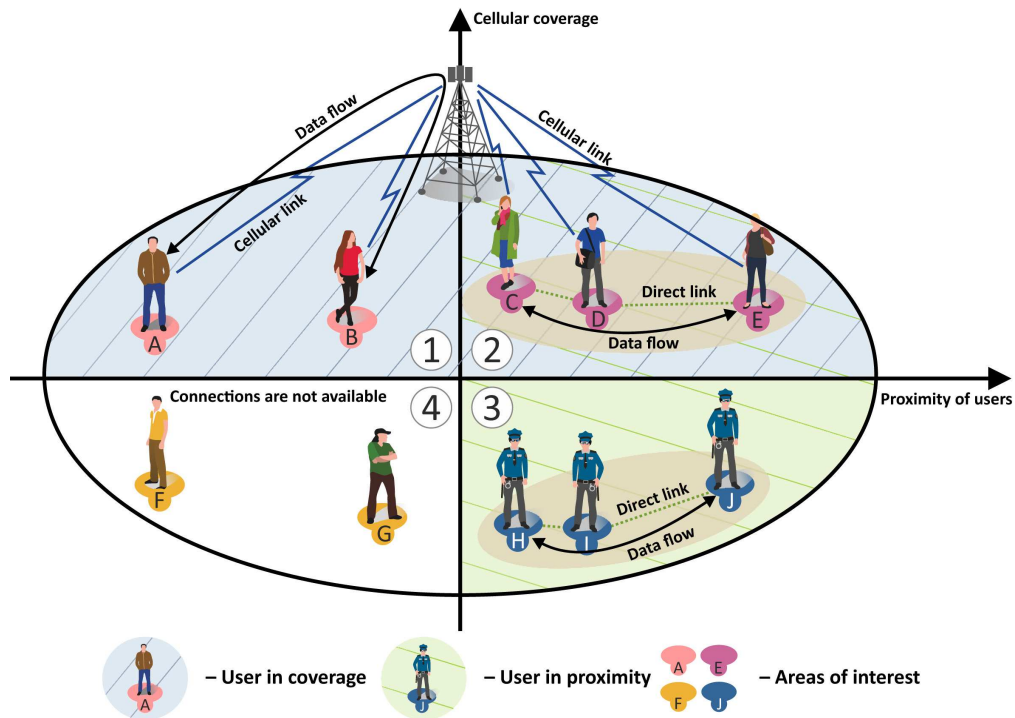 Cellular coverage
Data flow
Cellular link
Cellular link
A
B
C
D
E
Direct link
Data flow
1
2
Connections are not available
4
3
Proximity of users
F
G
H
I
J
Direct link
Data flow
A
– User in coverage
J
– User in proximity
A
E
F
J
– Areas of interest